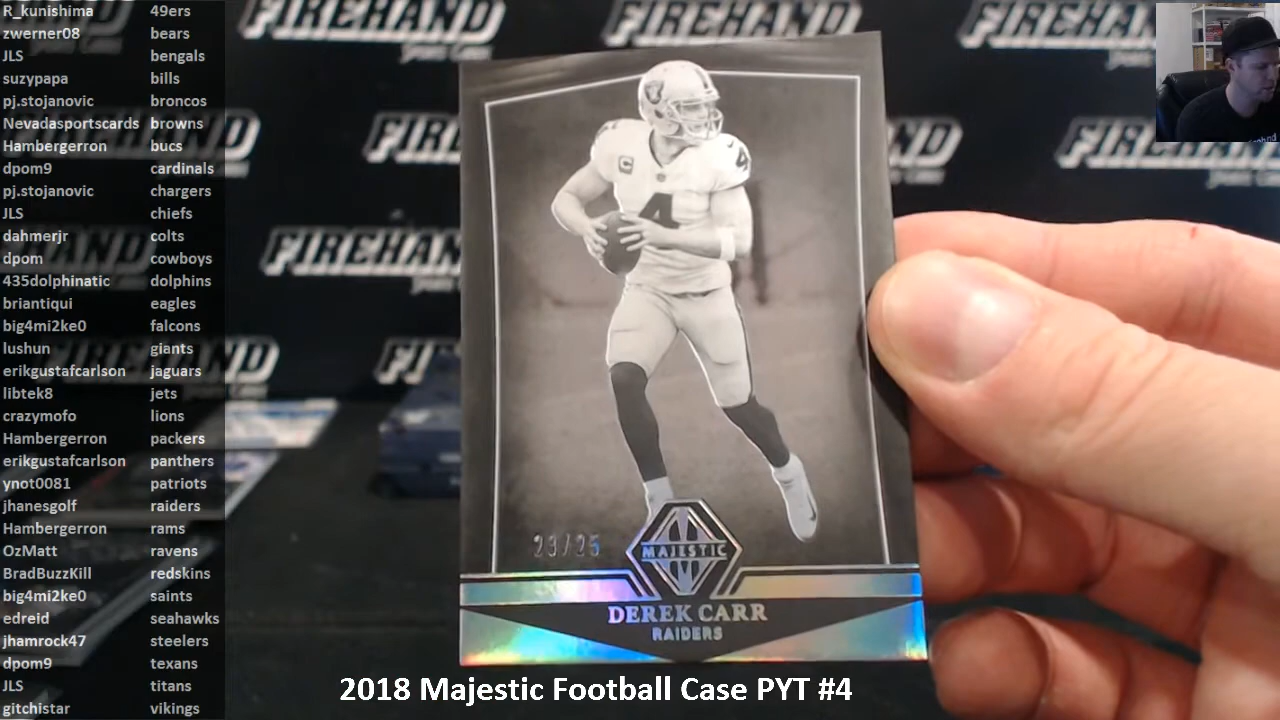 R_kunishima 49ers
zwerner08 bears
JLS bengals
suzypapa bills
pj.stojanovic broncos
Nevadasportscards browns
Hambergerron bucs
dpom9 cardinals
pj.stojanovic chargers
JLS chiefs
dahmerjr colts
dpom cowboys
435dolphinatic dolphins
briantiqui eagles
big4mi2ke0 falcons
lushun giants
erikgustafcarlson jaguars
libtek8 jets
crazymofo lions
Hambergerron packers
erikgustafcarlson panthers
ynot0081 patriots
jhanesgolf raiders
Hambergerron rams
OzMatt ravens
BradBuzzKill redskins
big4mi2ke0 saints
edreid seahawks
jhamrock47 steelers
dpom9 texans
JLS titans
gitchistar vikings
FIREHAND
FIREHAND
FIREHAND
FIREHAND
FIREHAND
4
4
C
23/25
MAJESTIC
DEREK CARR
RAIDERS
2018 Majestic Football Case PYT #4